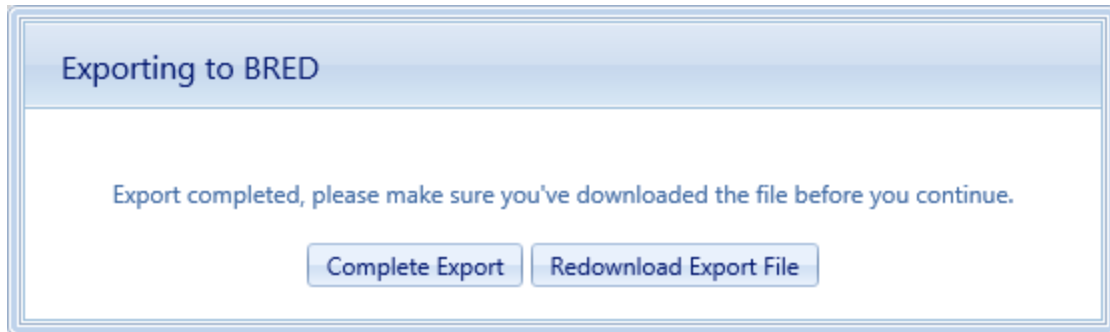 Exporting to BRED
Export completed, please make sure you've downloaded the file before you continue.
Complete Export Redownload Export File